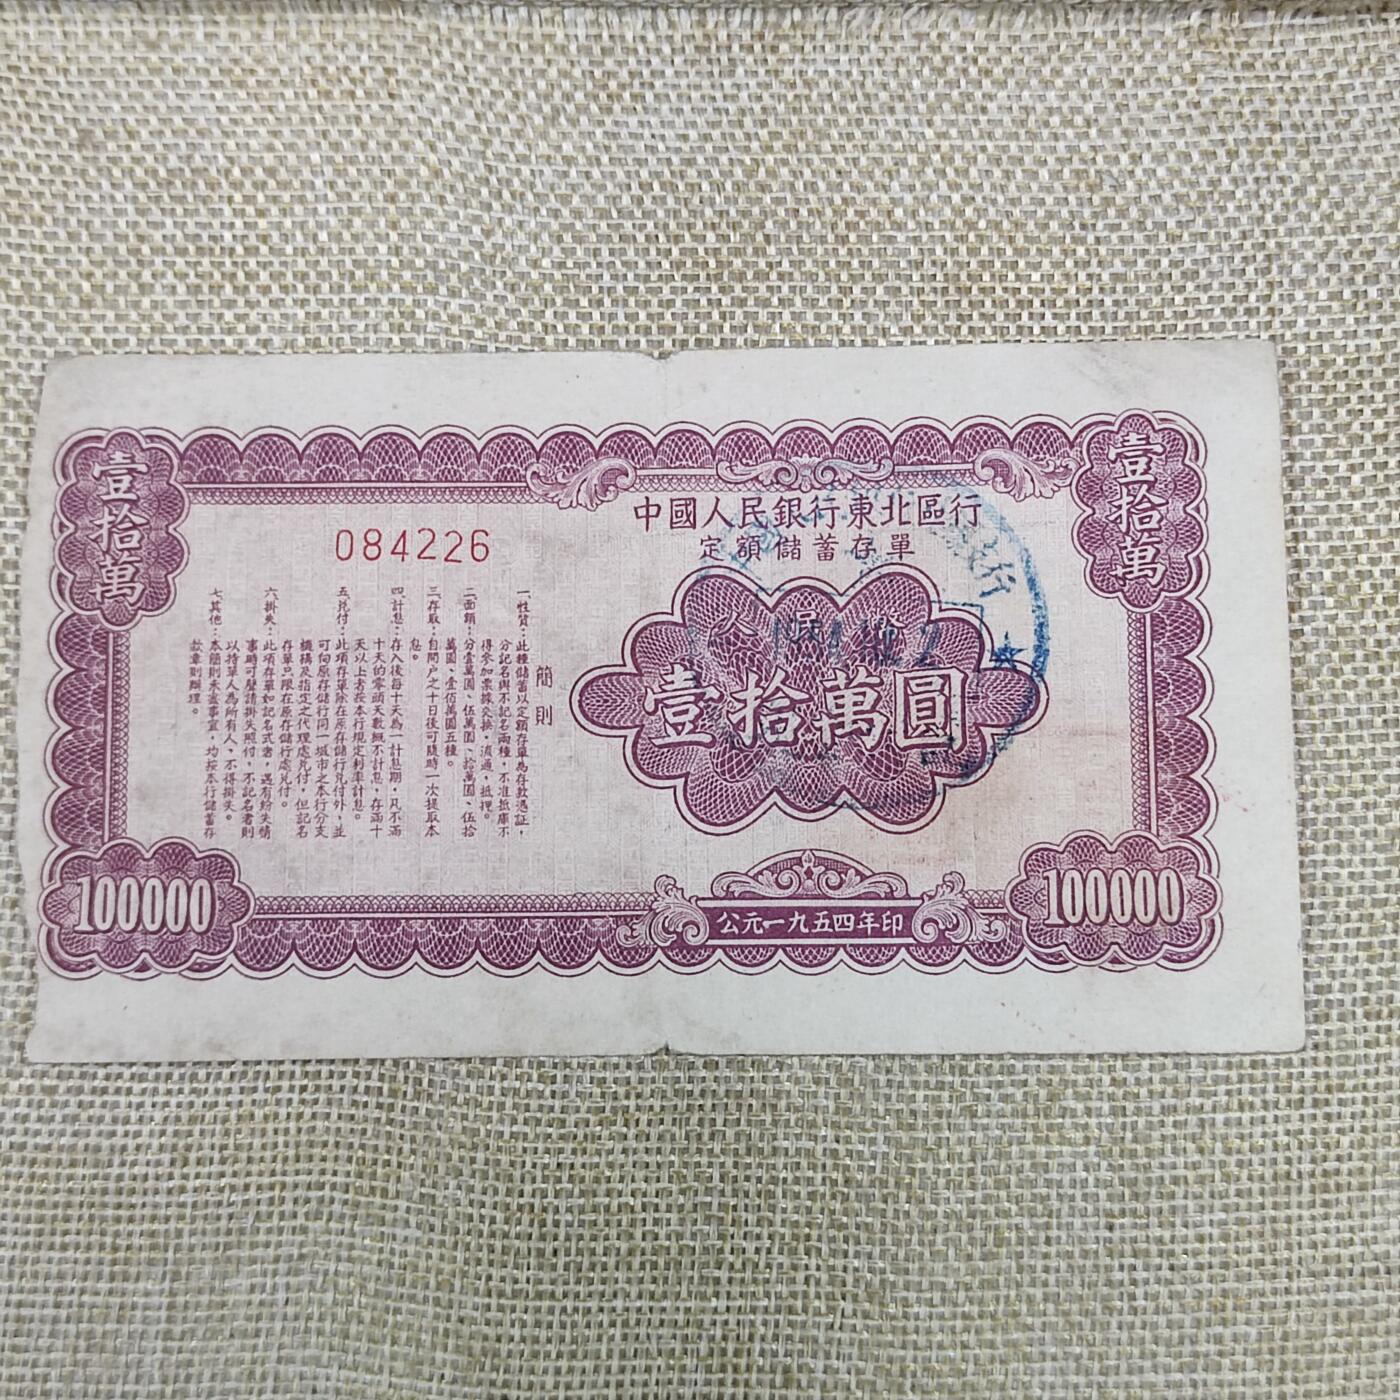 壹拾萬
壹拾萬
中國人民銀行東北區行
定額儲蓄存單
084226
人民幣
壹拾萬圓
簡則
一、性質：此種儲蓄以定額存單為存款憑証，
分記名與不記名兩種，不准抵庫不
得參加票據交換，流通，抵押。
二、面額：分壹萬圓、伍萬圓、拾萬圓、伍拾
萬圓、壹佰萬圓五種。
三、存取：自開户之十日後可隨時一次提取本
息。
四、計息：存入後每十天為一計息期，凡不滿
十天的零頭天數概不計息，存滿十
天以上者按本行規定利率計息。
五、兑付：此項存單除在原存儲行兑付外，並
可向原存儲行同一城市之本行分支
機構及指定之代理處兑付，但記名
存單只限在原存儲行處兑付。
六、掛失：此項存單如記名式者，遇有紛失情
事時可聲請掛失照付，不記名者則
以持單人為所有人、不得掛失。
七、其他：本簡則未盡事宜，均按本行儲蓄存
款章則辦理。
公元一九五四年印
100000
100000